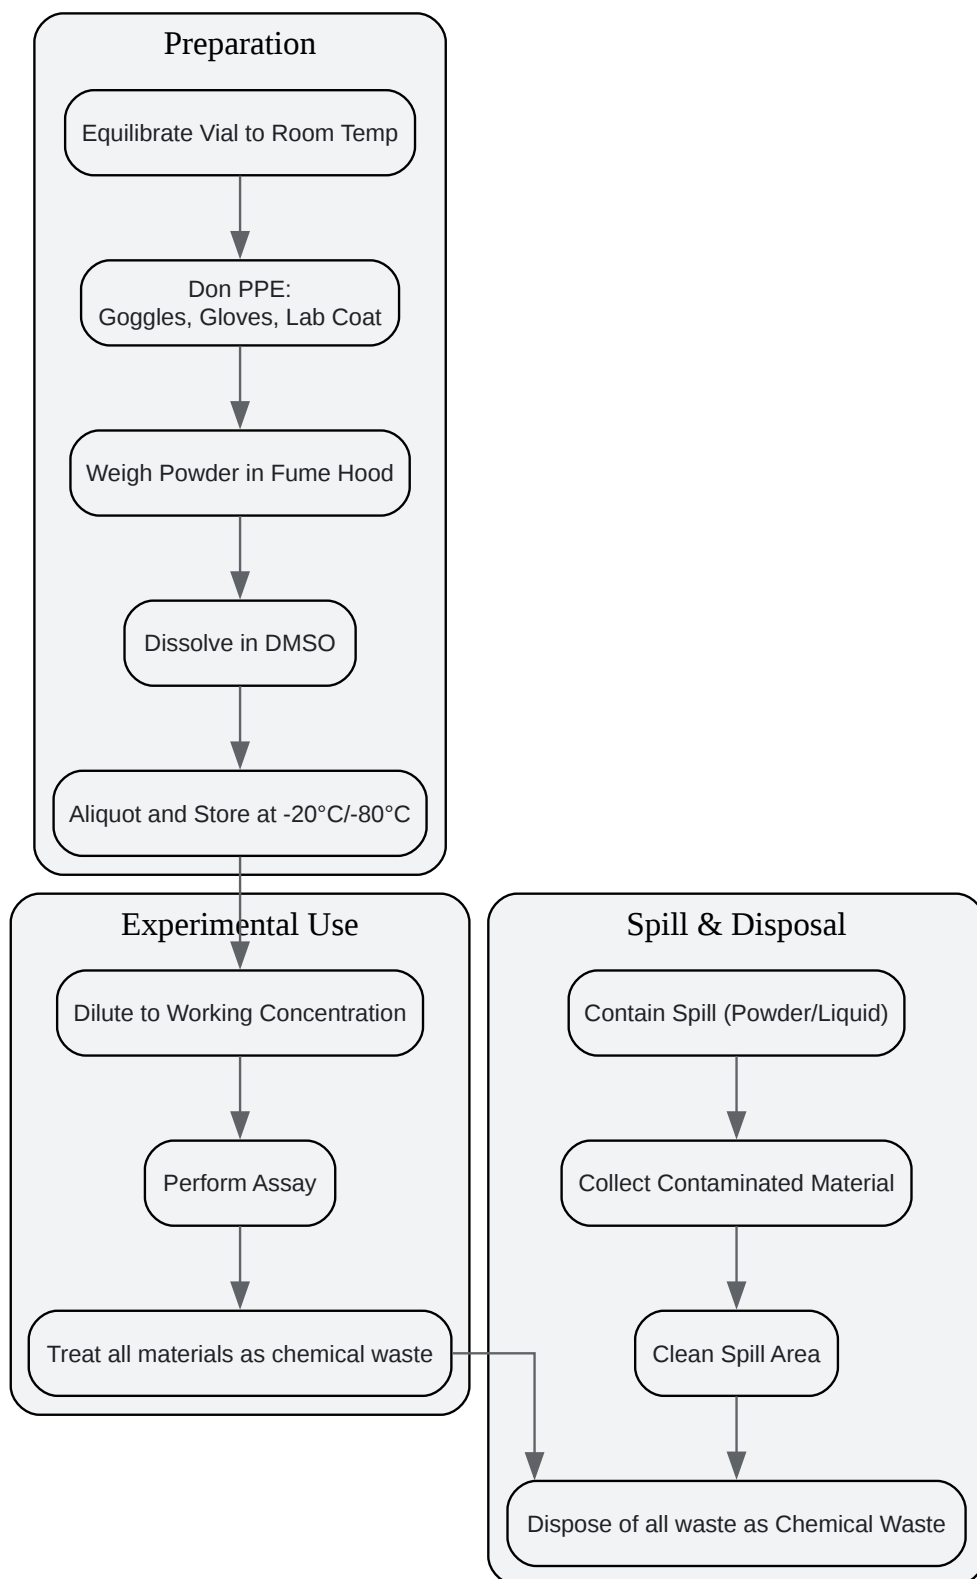 Preparation
Equilibrate Vial to Room Temp
Don PPE:
Goggles, Gloves, Lab Coat
Weigh Powder in Fume Hood
Dissolve in DMSO
Aliquot and Store at -20°C/-80°C
Experimental Use
Dilute to Working Concentration
Perform Assay
Treat all materials as chemical waste
Spill & Disposal
Contain Spill (Powder/Liquid)
Collect Contaminated Material
Clean Spill Area
Dispose of all waste as Chemical Waste